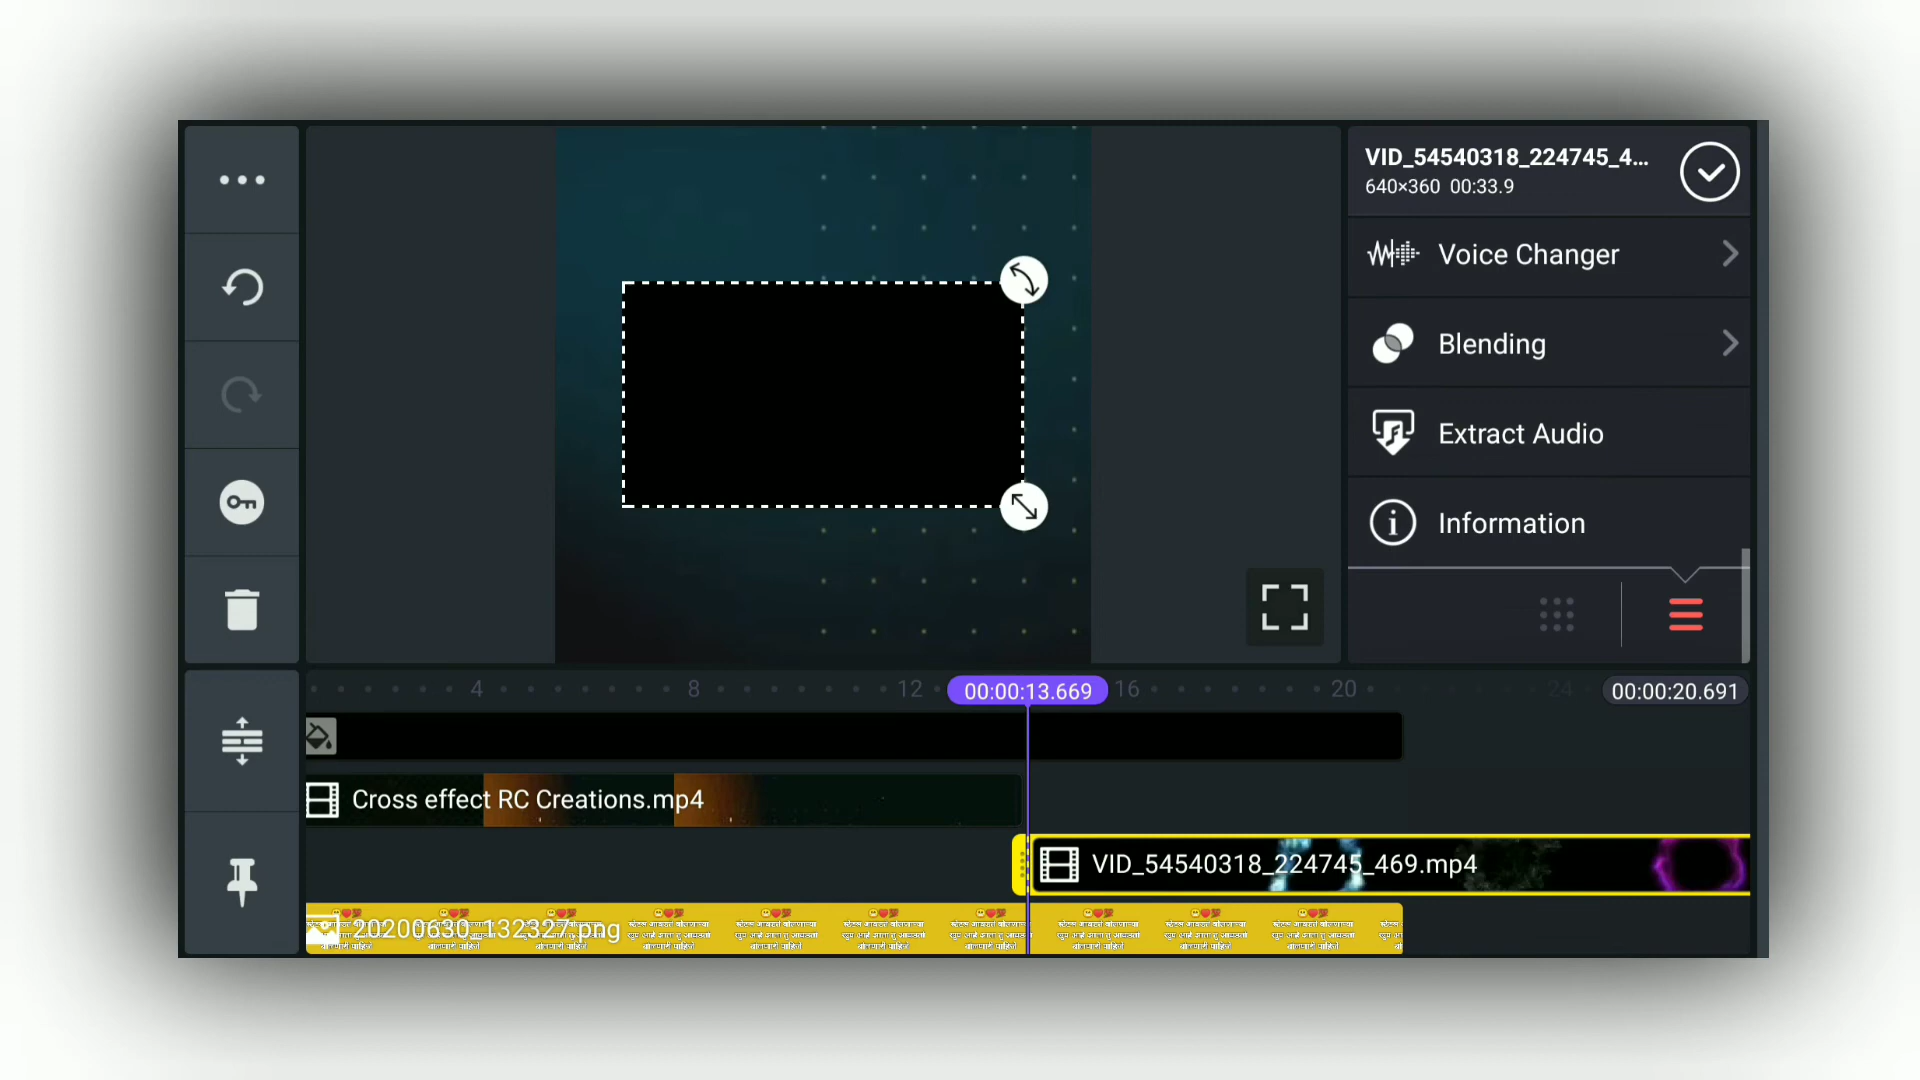 VID_54540318_224745_4...
640×360 00:33.9
Voice Changer
Blending
Extract Audio
Information
4
8
12
00:00:13.669
16
20
24
00:00:20.691
Cross effect RC Creations.mp4
VID_54540318_224745_469.mp4
20200630_132327.png